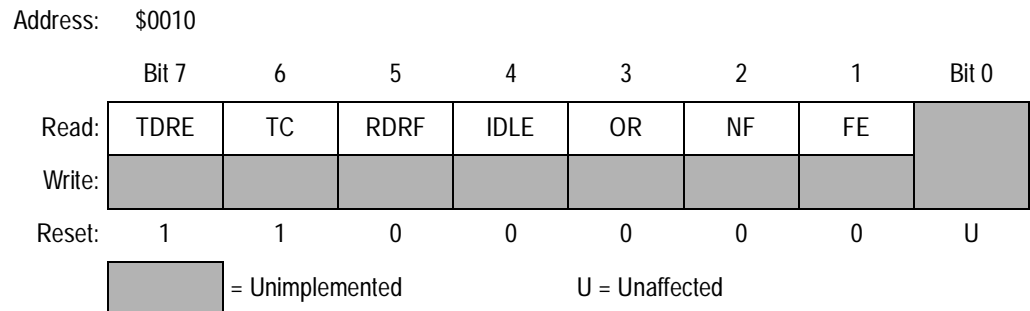 Address: $0010
Bit 7 6 5 4 3 2 1 Bit 0
Read: TDRE TC RDRF IDLE OR NF FE
Write:
Reset: 1 1 0 0 0 0 0 U
= Unimplemented U = Unaffected